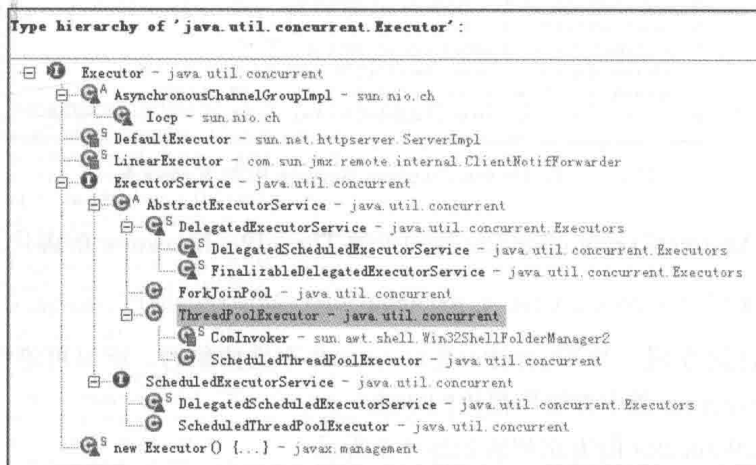 Type hierarchy of 'java.util.concurrent.Executor':
Executor - java.util.concurrent
A AsynchronousChannelGroupImpl - sun.nio.ch
Iocp - sun.nio.ch
S DefaultExecutor - sun.net.httpserver.ServerImpl
S LinearExecutor - com.sun.jmx.remote.internal.ClientNotifForwarder
ExecutorService - java.util.concurrent
A AbstractExecutorService - java.util.concurrent
S DelegatedExecutorService - java.util.concurrent.Executors
S DelegatedScheduledExecutorService - java.util.concurrent.Executors
S FinalizableDelegatedExecutorService - java.util.concurrent.Executors
ForkJoinPool - java.util.concurrent
ThreadPoolExecutor - java.util.concurrent
S ComInvoker - sun.awt.shell.Win32ShellFolderManager2
ScheduledThreadPoolExecutor - java.util.concurrent
ScheduledExecutorService - java.util.concurrent
S DelegatedScheduledExecutorService - java.util.concurrent.Executors
ScheduledThreadPoolExecutor - java.util.concurrent
S new Executor() {...} - javax.management